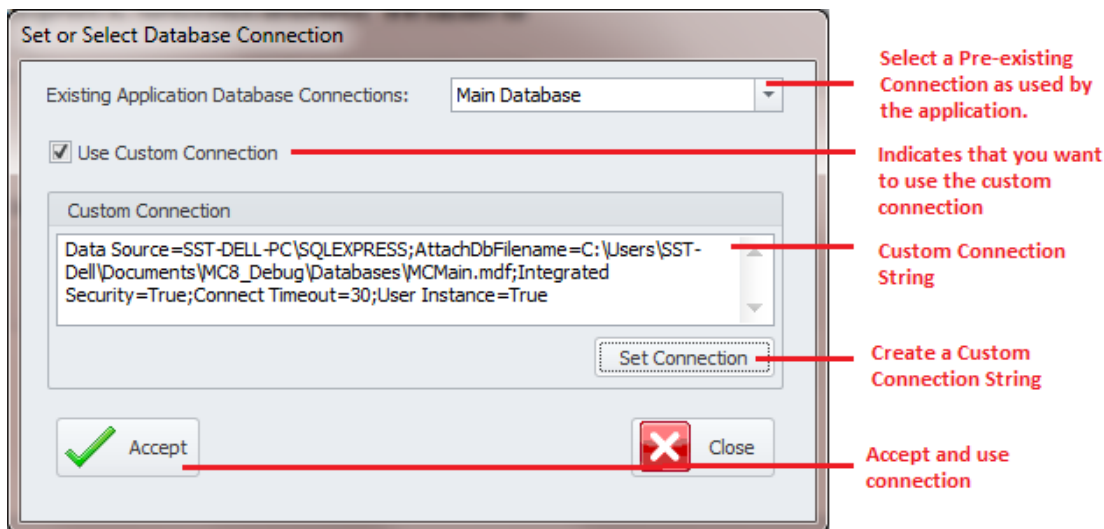 Set or Select Database Connection
Existing Application Database Connections:
Main Database
Select a Pre-existing
Connection as used by
the application.
Use Custom Connection
Indicates that you want
to use the custom
connection
Custom Connection
Data Source=SST-DELL-PC\SQLEXPRESS;AttachDbFilename=C:\Users\SST-
Dell\Documents\MC8_Debug\Databases\MCMain.mdf;Integrated
Security=True;Connect Timeout=30;User Instance=True
Custom Connection
String
Set Connection
Create a Custom
Connection String
Accept
Close
Accept and use
connection